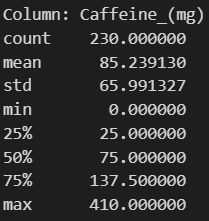 Column: Caffeine_(mg)
count    230.000000
mean      85.239130
std       65.991327
min        0.000000
25%       25.000000
50%       75.000000
75%      137.500000
max      410.000000